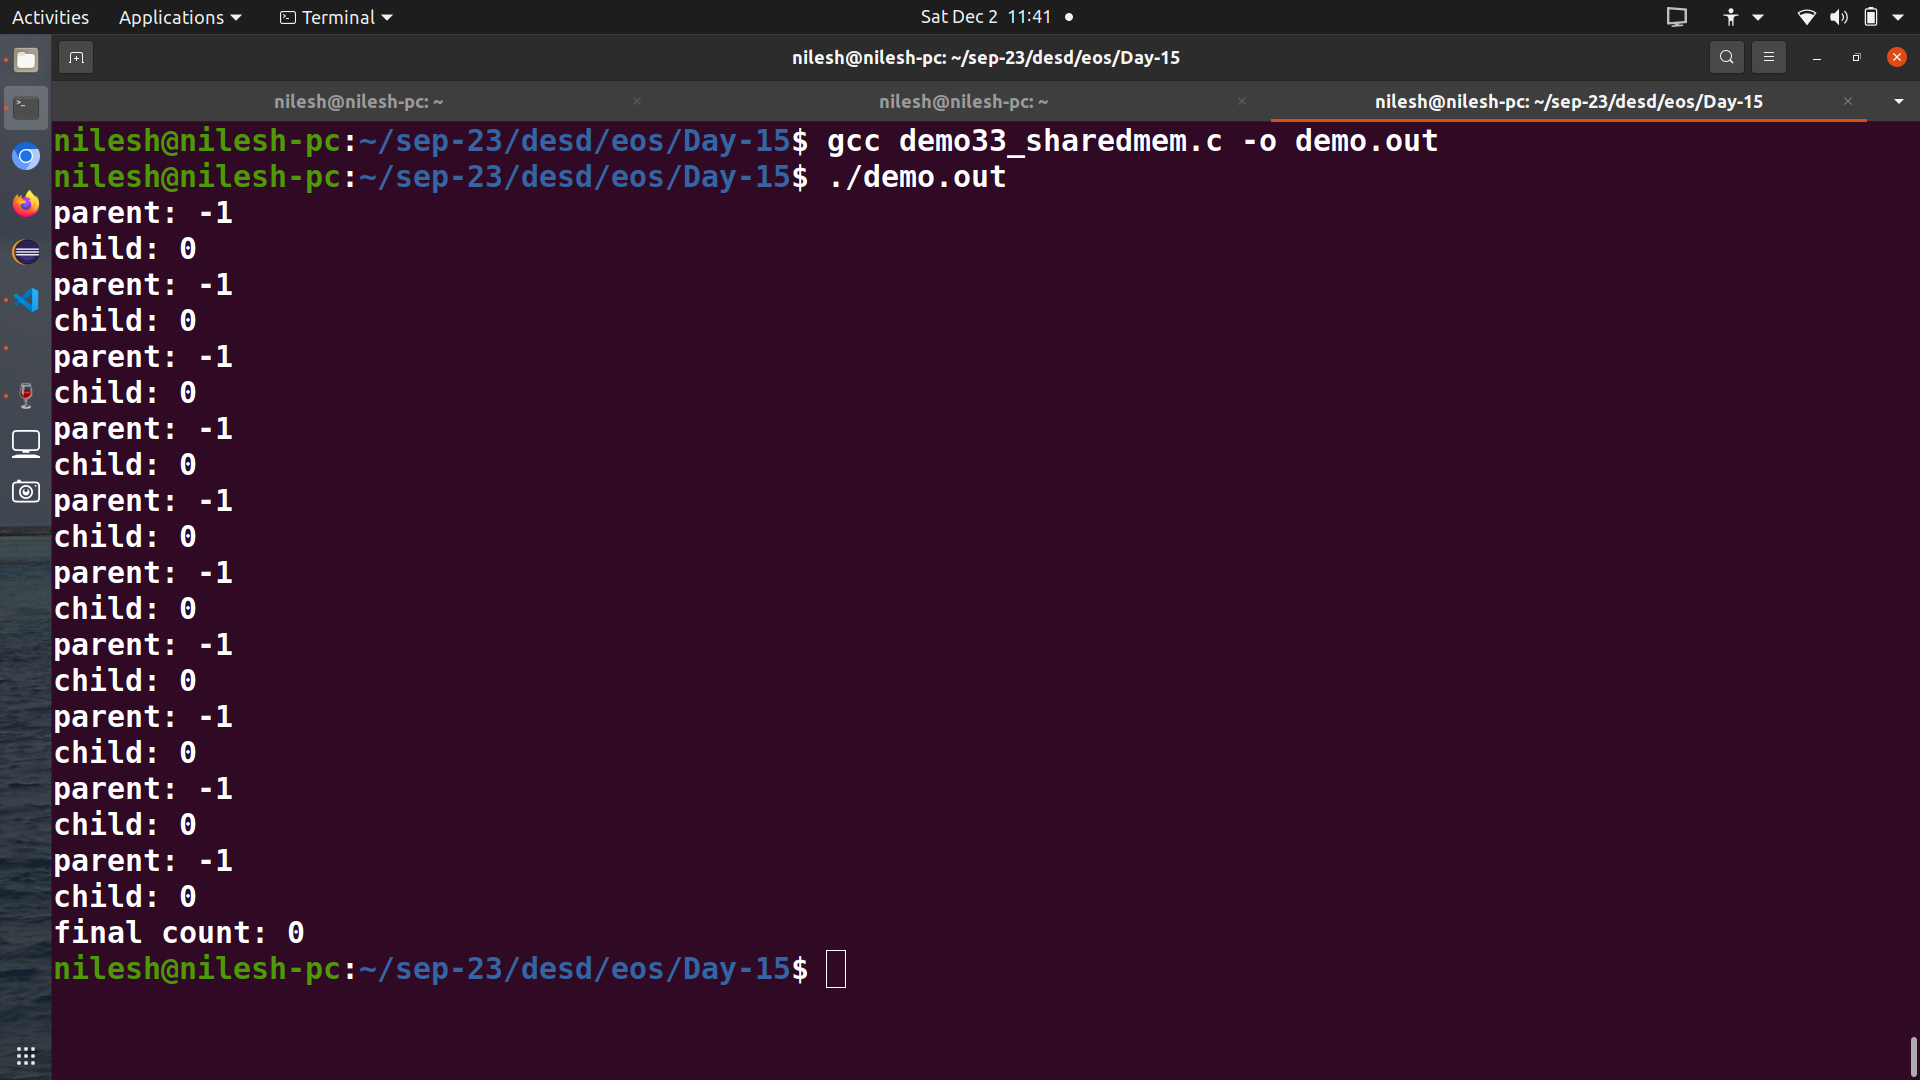 Activities Applications Terminal Sat Dec 2 11:41
nilesh@nilesh-pc: ~/sep-23/desd/eos/Day-15
nilesh@nilesh-pc: ~ nilesh@nilesh-pc: ~ nilesh@nilesh-pc: ~/sep-23/desd/eos/Day-15
nilesh@nilesh-pc:~/sep-23/desd/eos/Day-15$ gcc demo33_sharedmem.c -o demo.out
nilesh@nilesh-pc:~/sep-23/desd/eos/Day-15$ ./demo.out
parent: -1
child: 0
parent: -1
child: 0
parent: -1
child: 0
parent: -1
child: 0
parent: -1
child: 0
parent: -1
child: 0
parent: -1
child: 0
parent: -1
child: 0
parent: -1
child: 0
parent: -1
child: 0
final count: 0
nilesh@nilesh-pc:~/sep-23/desd/eos/Day-15$